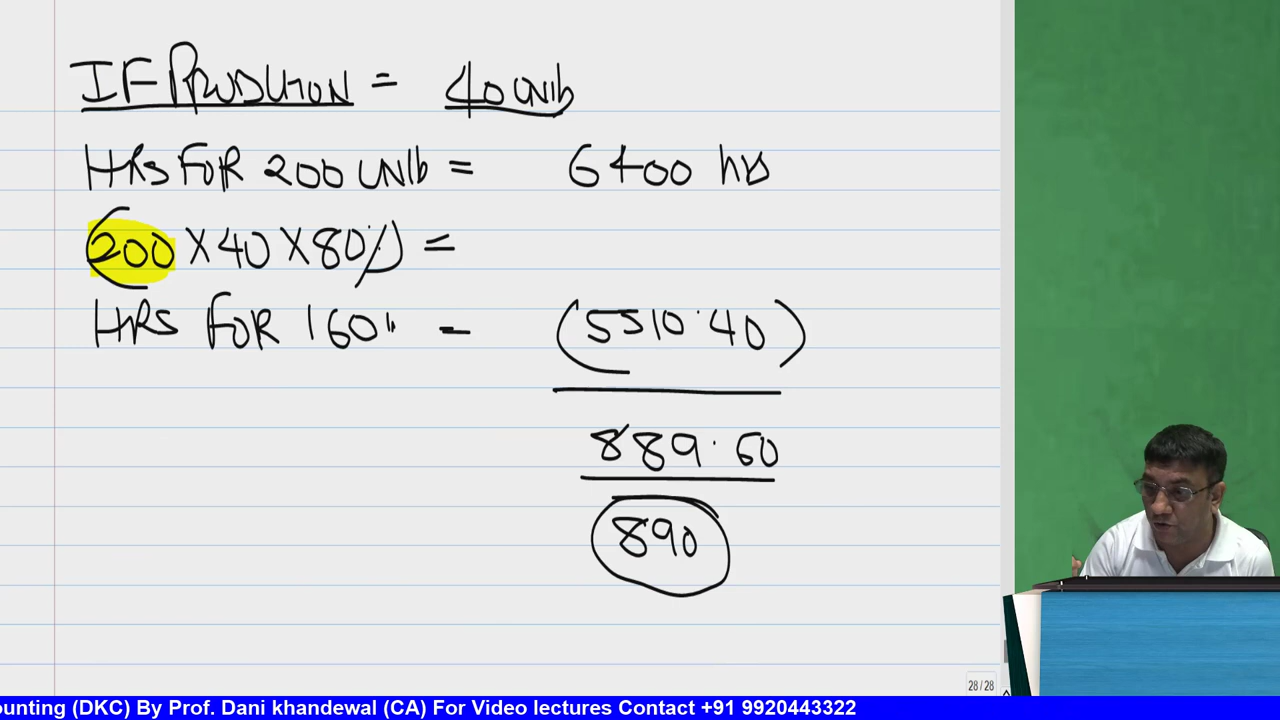 IF PRODUCTION = 40 units
HRS FOR 200 UNITS = 6400 hrs
(200 X 40 X 80%) =
HRS FOR 160 " - (5510.40)
889.60
890
28 / 28
ounting (DKC) By Prof. Dani khandewal (CA) For Video lectures Contact +91 9920443322